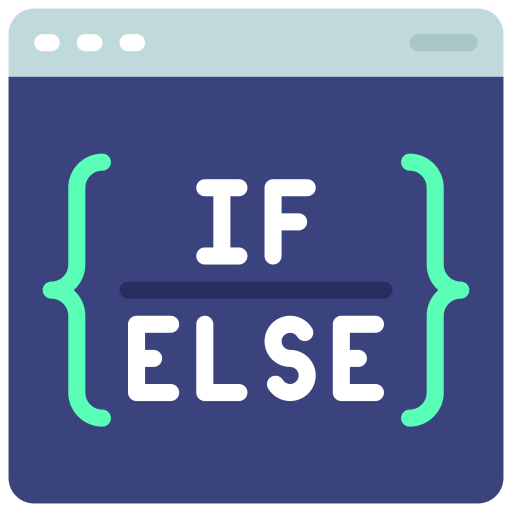 { IF
ELSE }